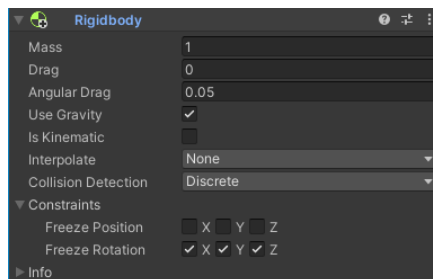 Rigidbody
Mass 1
Drag 0
Angular Drag 0.05
Use Gravity
Is Kinematic
Interpolate None
Collision Detection Discrete
Constraints
Freeze Position X Y Z
Freeze Rotation X Y Z
Info